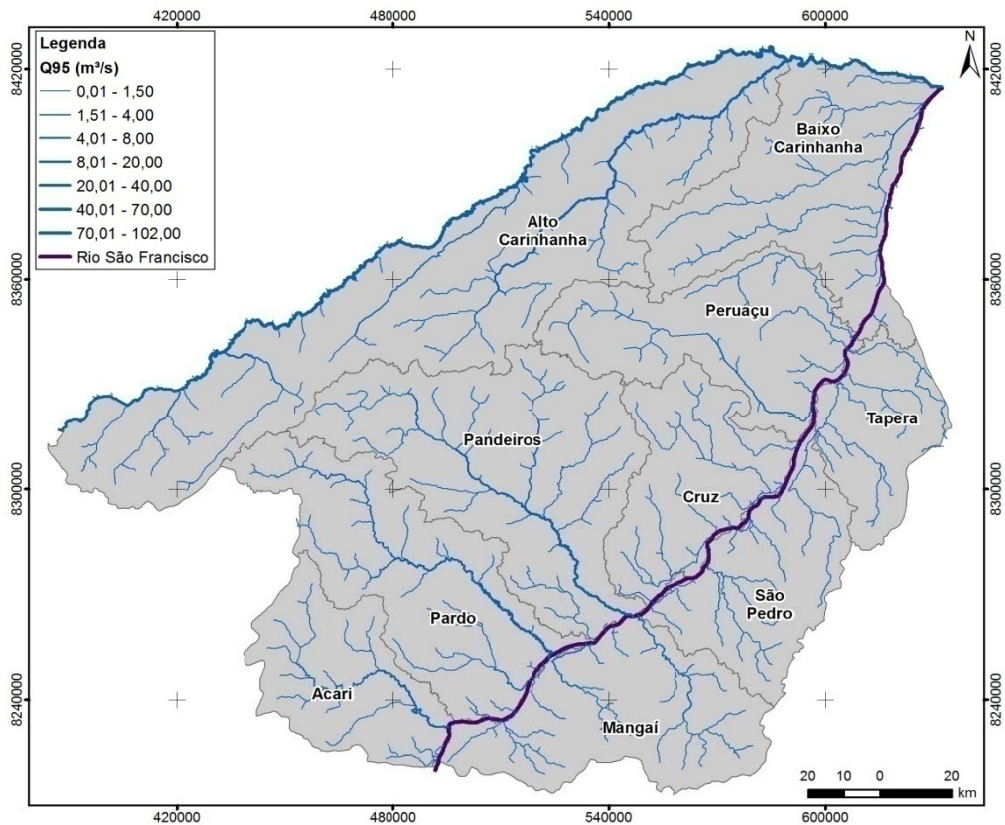 420000 480000 540000 600000
Legenda
Q95 (m³/s)
0,01 - 1,50
1,51 - 4,00
4,01 - 8,00
8,01 - 20,00
20,01 - 40,00
40,01 - 70,00
70,01 - 102,00
Rio São Francisco
N
8420000
8420000
Baixo
Carinhanha
Alto
Carinhanha
8360000
8360000
Peruaçu
Tapera
Pandeiros
8300000
8300000
Cruz
São
Pedro
Pardo
Acari
8240000
8240000
Mangaí
20 10 0 20
km
420000 480000 540000 600000